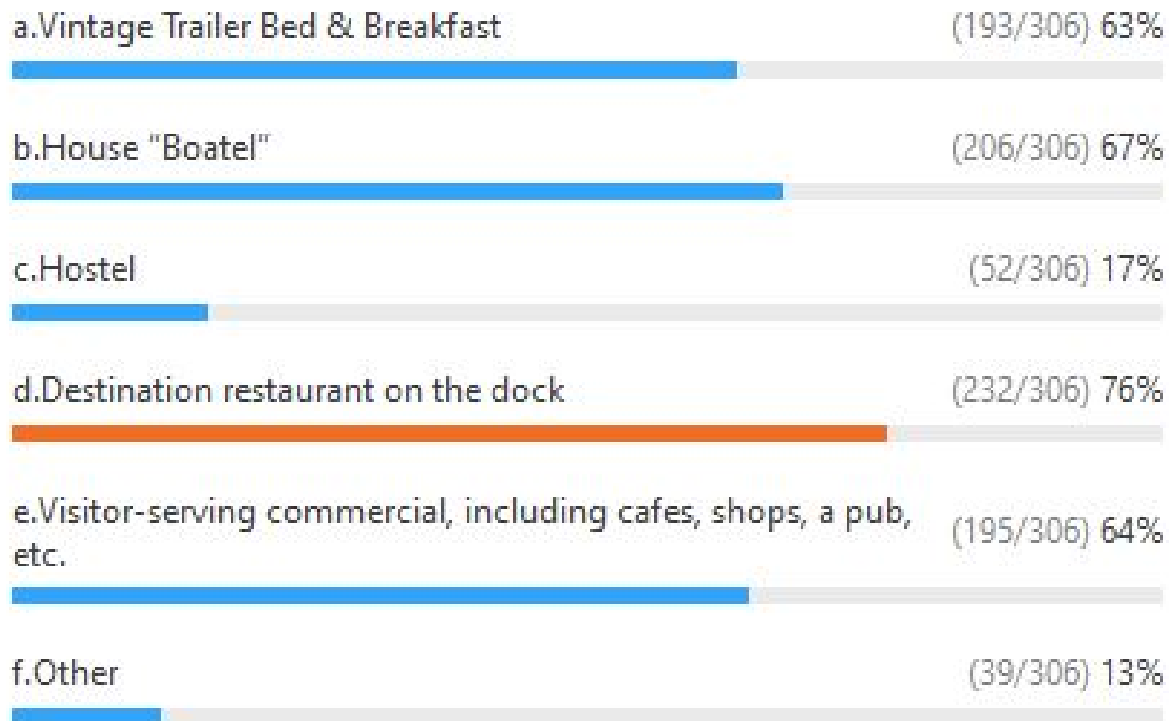 a.Vintage Trailer Bed & Breakfast (193/306) 63%
b.House “Boatel” (206/306) 67%
c.Hostel (52/306) 17%
d.Destination restaurant on the dock (232/306) 76%
e.Visitor-serving commercial, including cafes, shops, a pub, (195/306) 64%
etc.
f.Other (39/306) 13%